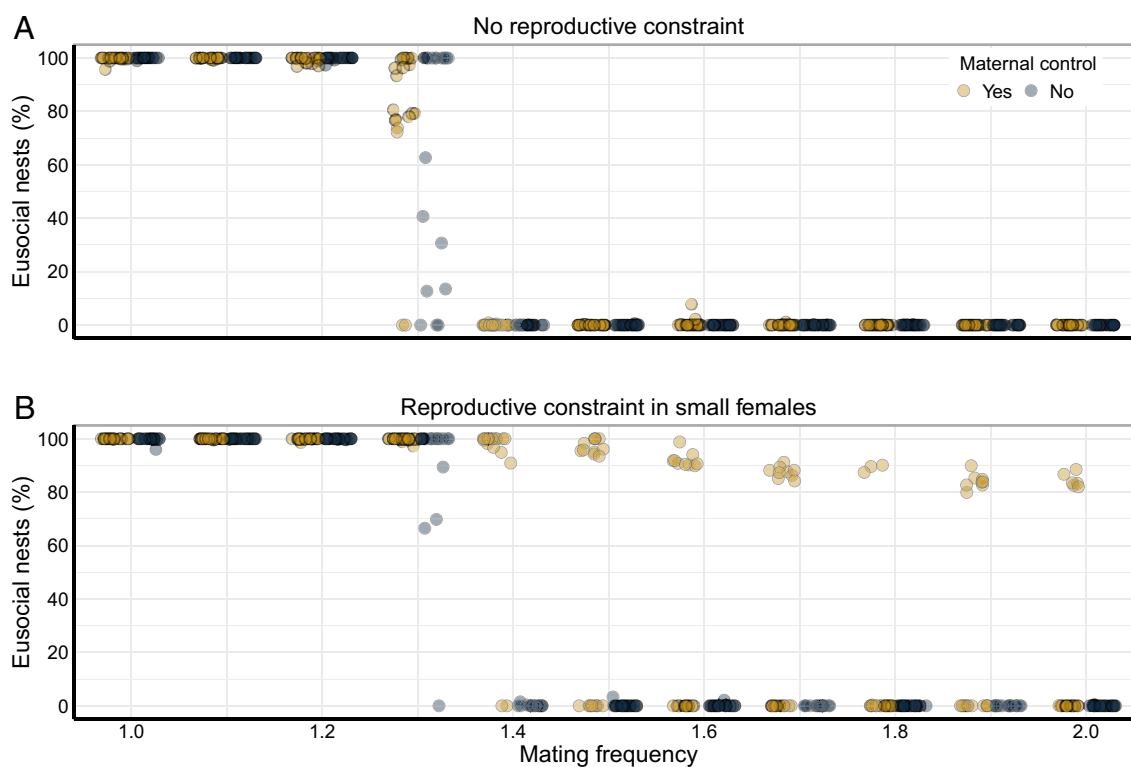 A
No reproductive constraint
Eusocial nests (%)
100
80
60
40
20
0
Maternal control
Yes No
B
Reproductive constraint in small females
Eusocial nests (%)
100
80
60
40
20
0
1.0 1.2 1.4 1.6 1.8 2.0
Mating frequency